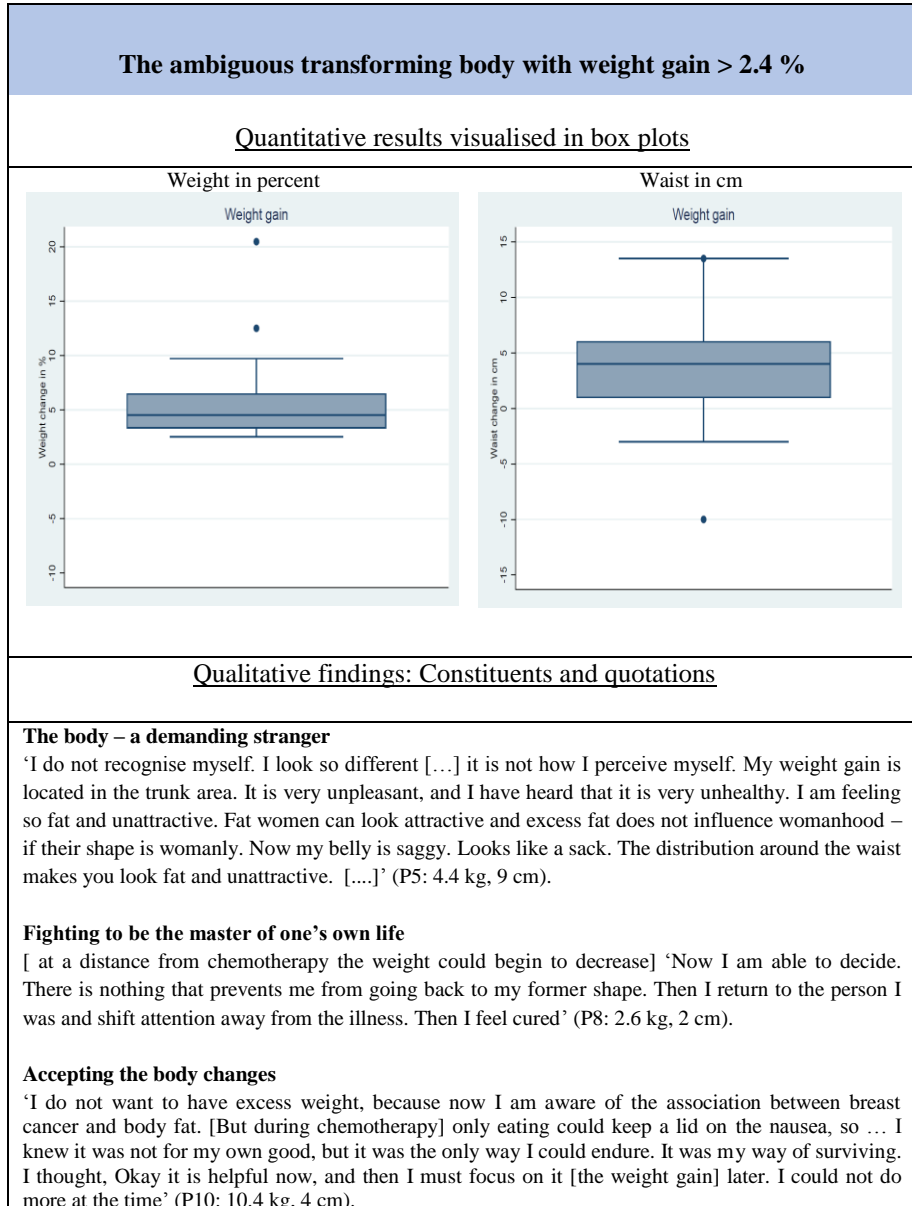 The ambiguous transforming body with weight gain > 2.4 %
Quantitative results visualised in box plots
Weight in percent
Weight gain
Weight change in %
20
15
10
5
0
-5
-10
Waist in cm
Weight gain
Waist change in cm
15
10
5
0
-5
-10
-15
Qualitative findings: Constituents and quotations
The body – a demanding stranger
‘I do not recognise myself. I look so different […] it is not how I perceive myself. My weight gain is
located in the trunk area. It is very unpleasant, and I have heard that it is very unhealthy. I am feeling
so fat and unattractive. Fat women can look attractive and excess fat does not influence womanhood –
if their shape is womanly. Now my belly is saggy. Looks like a sack. The distribution around the waist
makes you look fat and unattractive. [....]’ (P5: 4.4 kg, 9 cm).
Fighting to be the master of one’s own life
[ at a distance from chemotherapy the weight could begin to decrease] ‘Now I am able to decide.
There is nothing that prevents me from going back to my former shape. Then I return to the person I
was and shift attention away from the illness. Then I feel cured’ (P8: 2.6 kg, 2 cm).
Accepting the body changes
‘I do not want to have excess weight, because now I am aware of the association between breast
cancer and body fat. [But during chemotherapy] only eating could keep a lid on the nausea, so … I
knew it was not for my own good, but it was the only way I could endure. It was my way of surviving.
I thought, Okay it is helpful now, and then I must focus on it [the weight gain] later. I could not do
more at the time’ (P10: 10.4 kg, 4 cm).